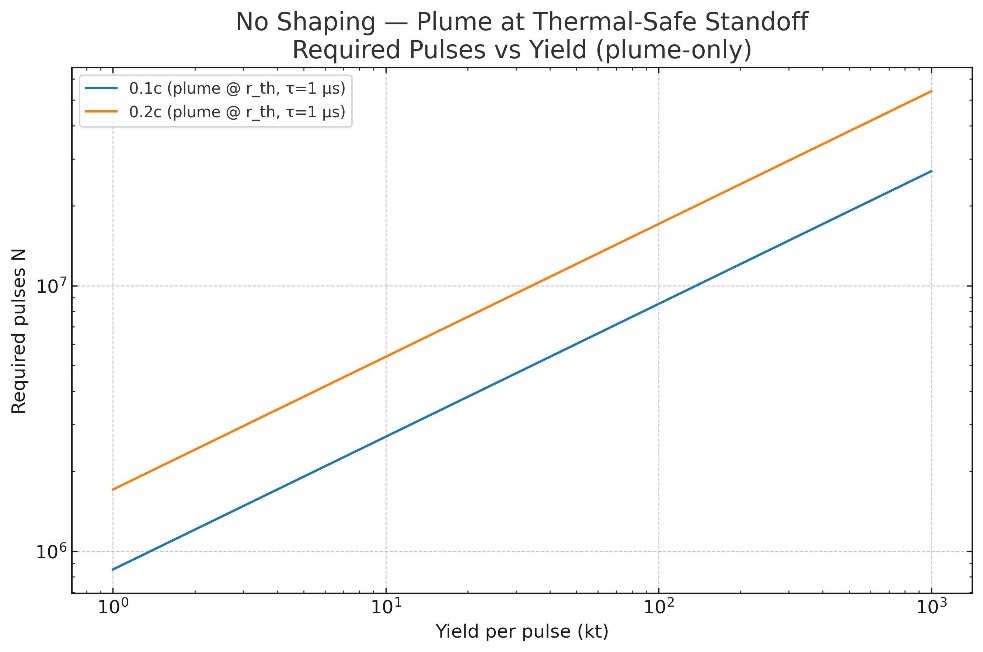 No Shaping — Plume at Thermal-Safe Standoff
Required Pulses vs Yield (plume-only)
0.1c (plume @ r_th, τ=1 µs)
0.2c (plume @ r_th, τ=1 µs)
Required pulses N
10⁷
10⁶
10⁰ 10¹ 10² 10³
Yield per pulse (kt)